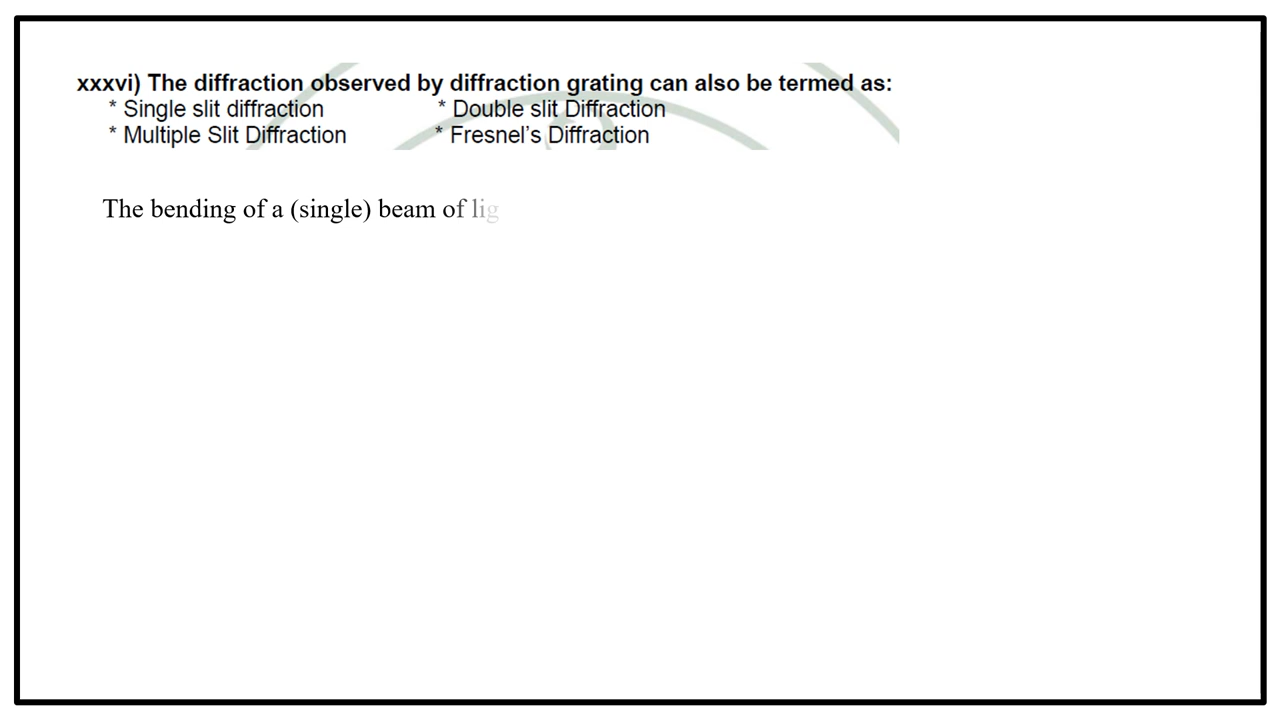 xxxvi) The diffraction observed by diffraction grating can also be termed as:
* Single slit diffraction * Double slit Diffraction
* Multiple Slit Diffraction * Fresnel's Diffraction
The bending of a (single) beam of lig